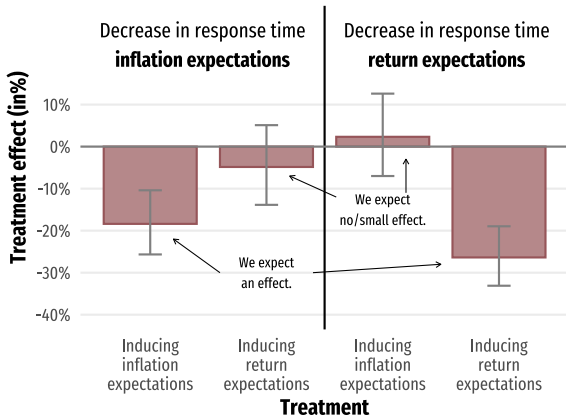 Decrease in response time
inflation expectations
Decrease in response time
return expectations
Treatment effect (in%)
10%
0%
-10%
-20%
-30%
-40%
We expect
no/small effect.
We expect
an effect.
Inducing
inflation
expectations
Inducing
return
expectations
Inducing
inflation
expectations
Inducing
return
expectations
Treatment